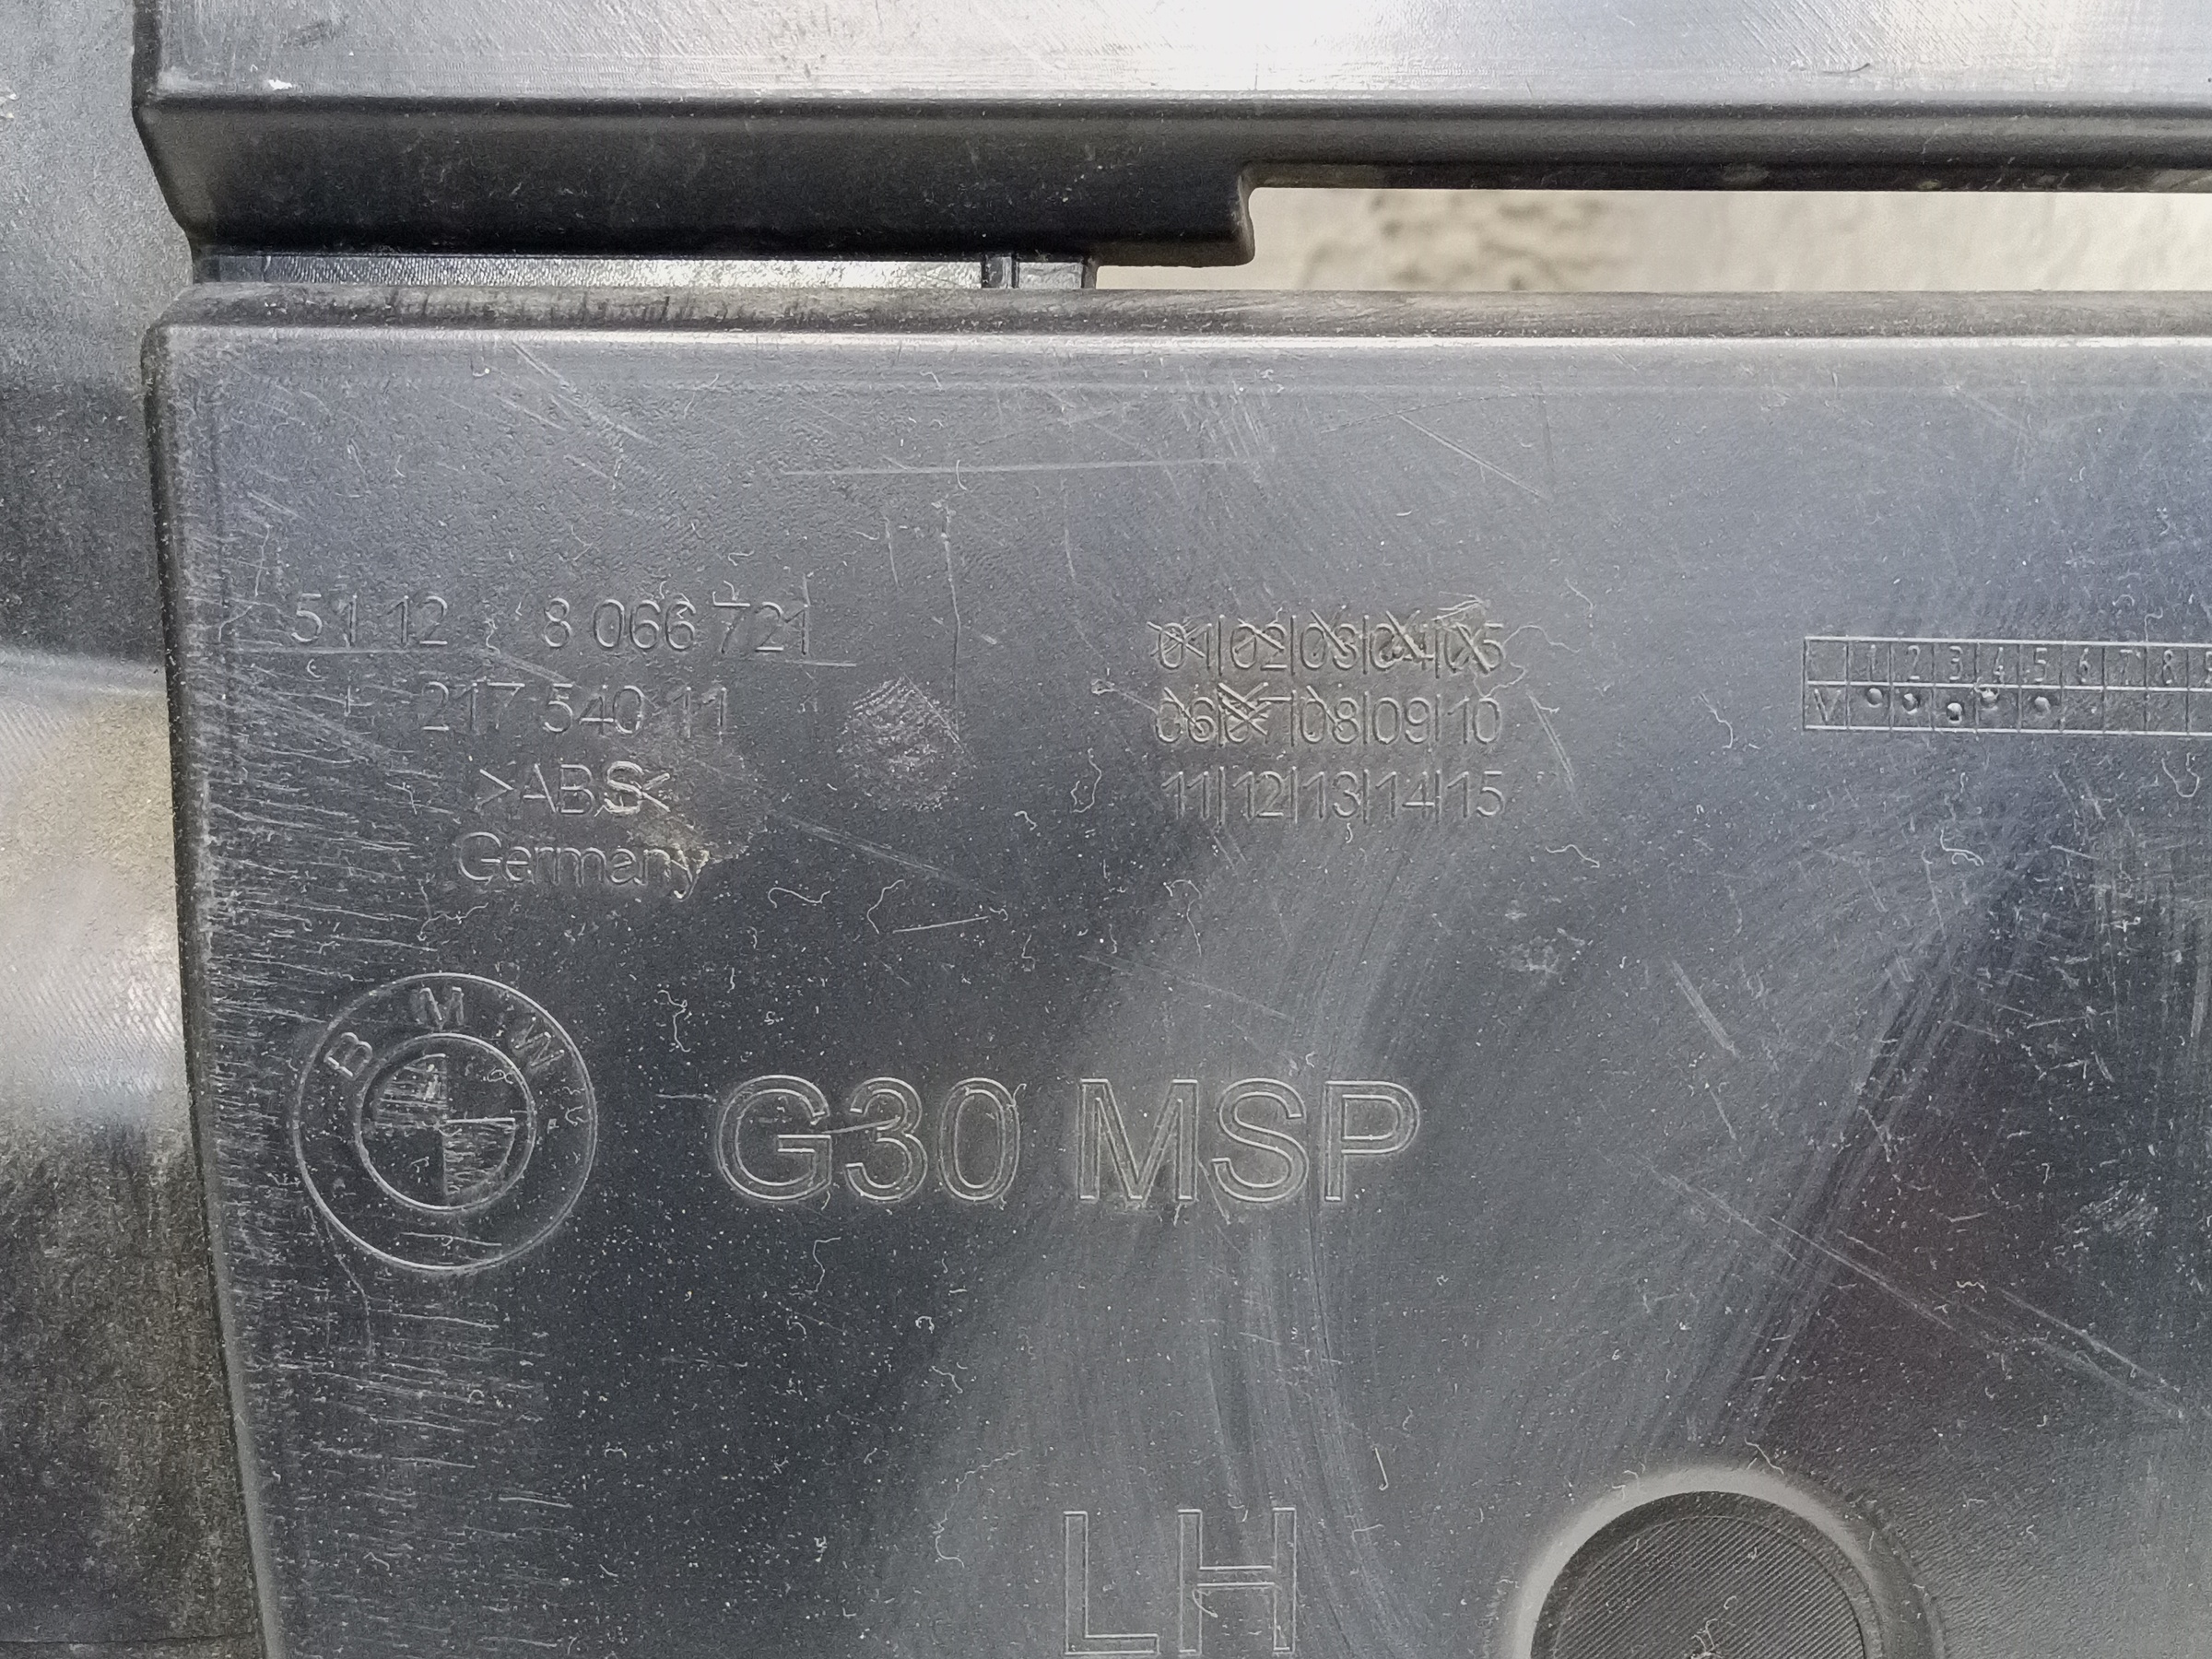 51 12 8 066 721
217 540 11
>ABS<
Germany
01|02|03|04|05
06|07|08|09|10
11|12|13|14|15
1 2 3 4 5 6 7 8
V
BMW
G30 MSP
LH